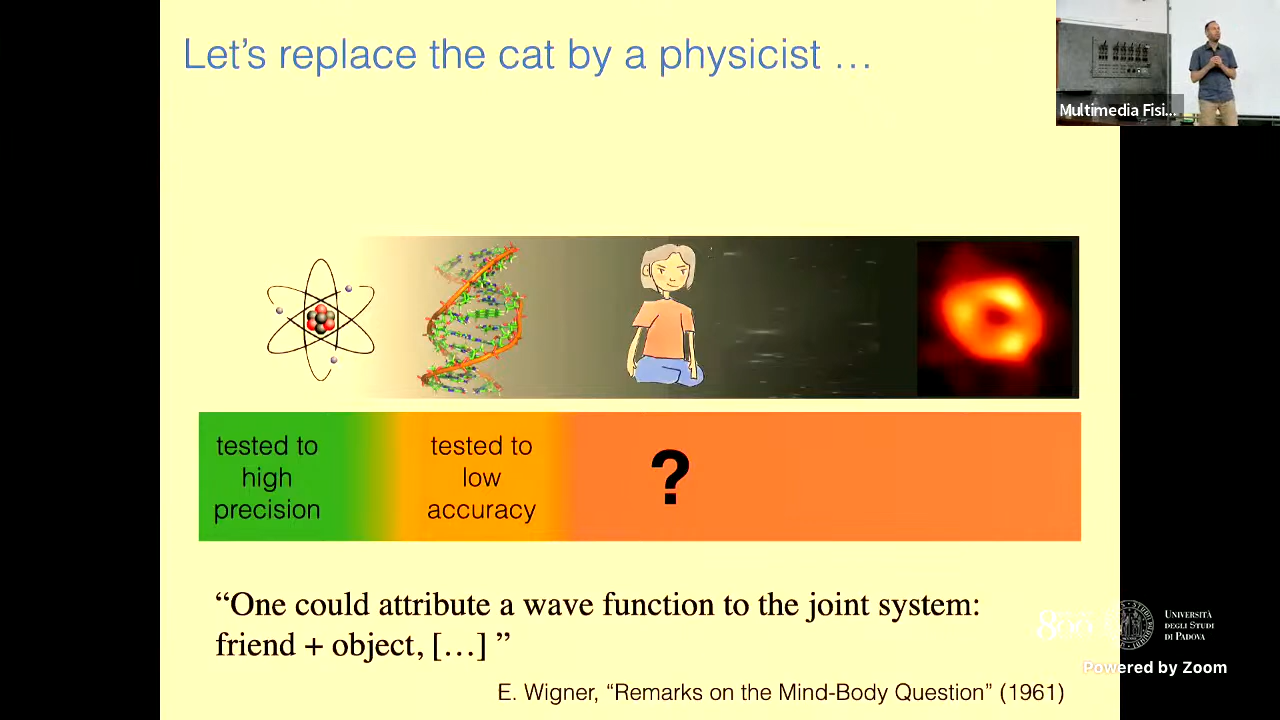 Let's replace the cat by a physicist …
Multimedia Fisi...
tested to
high
precision
tested to
low
accuracy
?
“One could attribute a wave function to the joint system:
friend + object, […] ”
E. Wigner, “Remarks on the Mind-Body Question” (1961)
UNIVERSITÀ
DEGLI STUDI
DI PADOVA
Powered by Zoom